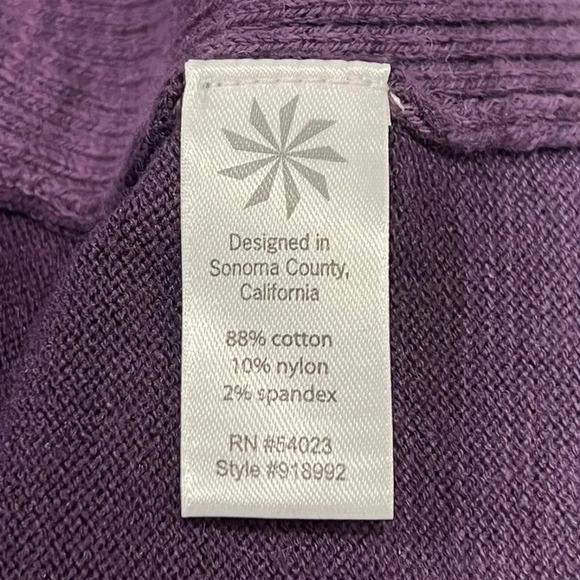 Designed in
Sonoma County,
California
88% cotton
10% nylon
2% spandex
RN #54023
Style #918992